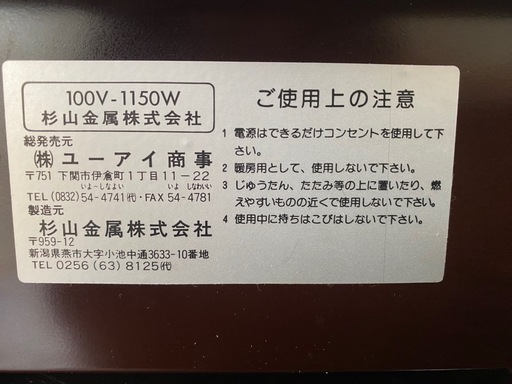 100V-1150W
杉山金属株式会社
総発売元
㈱ ユーアイ商事
〒751 下関市伊倉町1丁目11-22
いよーしなよい いよ しなわいい
TEL (0832)54-4741㈹・FAX 54-4781
製造元
杉山金属株式会社
〒959-12
新潟県燕市大字小池中通3633-10番地
TEL 0256 (63) 8125㈹
ご使用上の注意
1 電源はできるだけコンセントを使用して下
さい。
2 暖房用として、使用しないで下さい。
3 じゅうたん、たたみ等の上に置いたり、燃
えやすいものの近くで使用しないで下さい。
4 使用中に持ちはこびはしないで下さい。